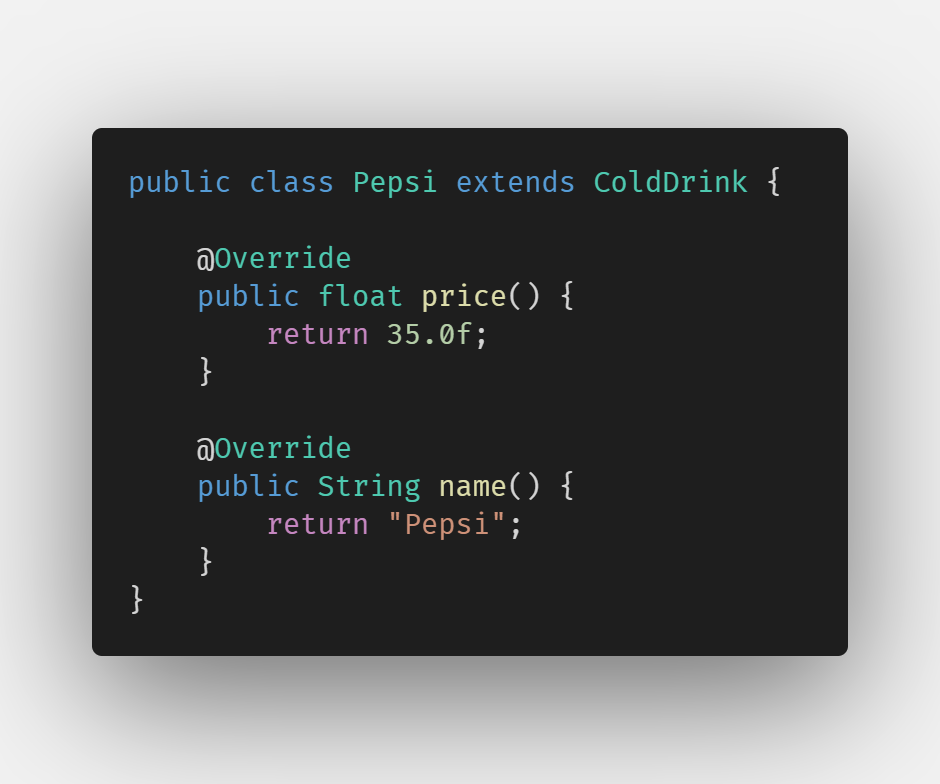 public class Pepsi extends ColdDrink {

    @Override
    public float price() {
        return 35.0f;
    }

    @Override
    public String name() {
        return "Pepsi";
    }
}